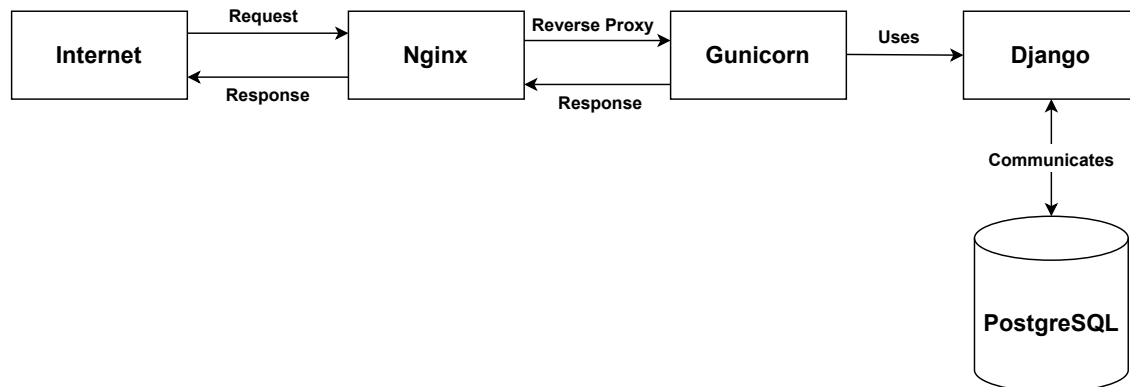 Request
Reverse Proxy
Uses
Internet
Nginx
Gunicorn
Django
Response
Response
Communicates
PostgreSQL